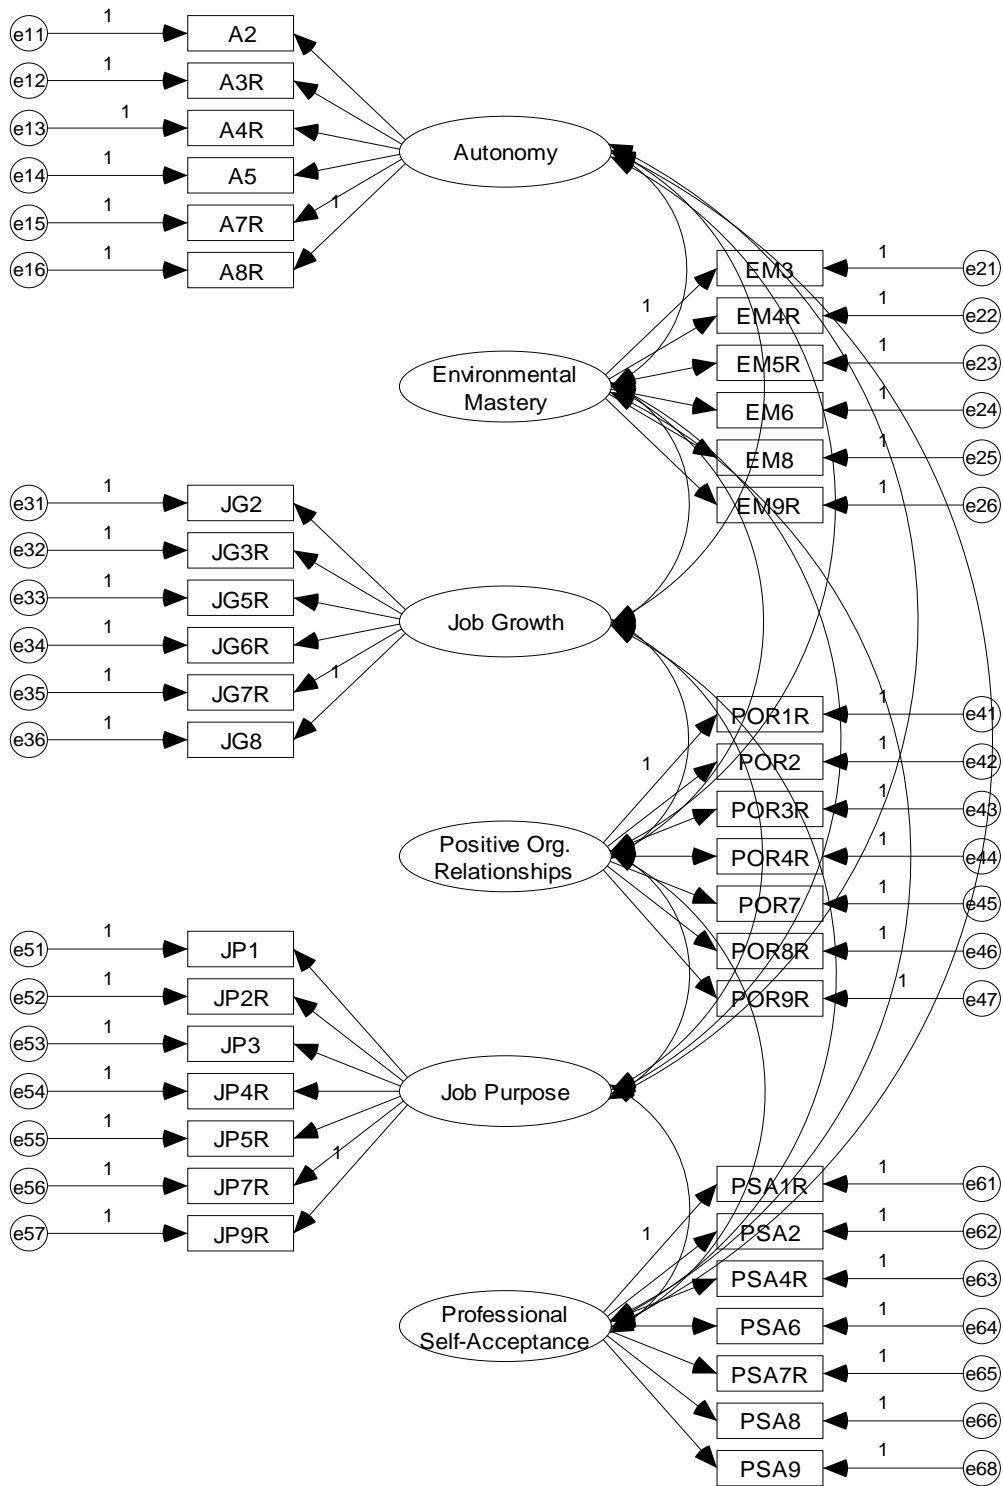 e11 1 A2
e12 1 A3R
e13 1 A4R
e14 1 A5
e15 1 A7R 1
e16 1 A8R
Autonomy
EM3 1 e21
1 EM4R 1 e22
EM5R 1 e23
EM6 1 e24
EM8 1 e25
EM9R 1 e26
Environmental
Mastery
e31 1 JG2
e32 1 JG3R
e33 1 JG5R
e34 1 JG6R
e35 1 JG7R 1
e36 1 JG8
Job Growth
POR1R 1 e41
1 POR2 1 e42
POR3R 1 e43
POR4R 1 e44
POR7 1 e45
POR8R 1 e46
POR9R 1 e47
Positive Org.
Relationships
e51 1 JP1
e52 1 JP2R
e53 1 JP3
e54 1 JP4R
e55 1 JP5R
e56 1 JP7R 1
e57 1 JP9R
Job Purpose
PSA1R 1 e61
1 PSA2 1 e62
PSA4R 1 e63
PSA6 1 e64
PSA7R 1 e65
PSA8 1 e66
PSA9 1 e68
Professional
Self-Acceptance